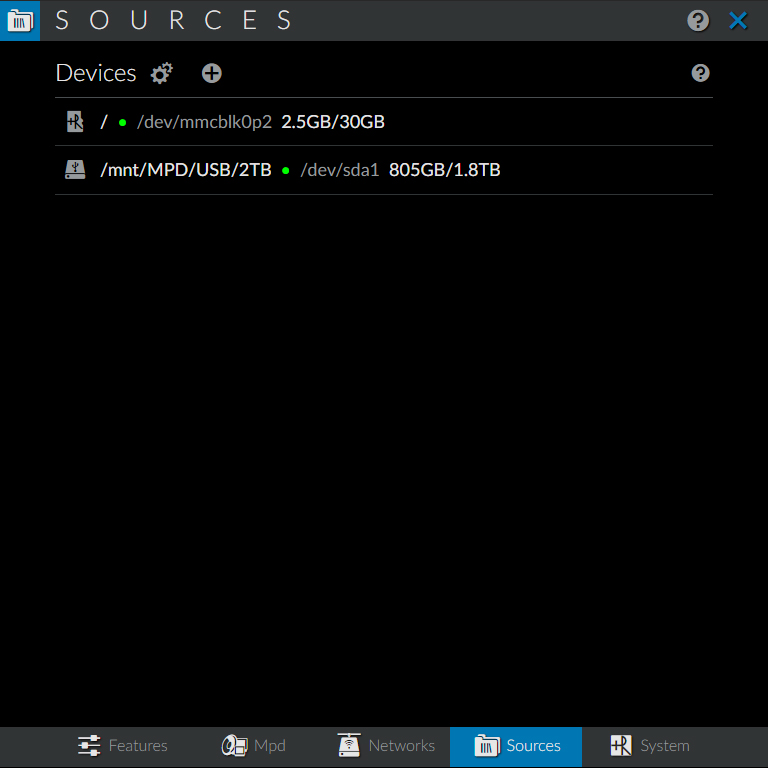 SOURCES
Devices
/ • /dev/mmcblk0p2 2.5GB/30GB
/mnt/MPD/USB/2TB • /dev/sda1 805GB/1.8TB
Features Mpd Networks Sources System